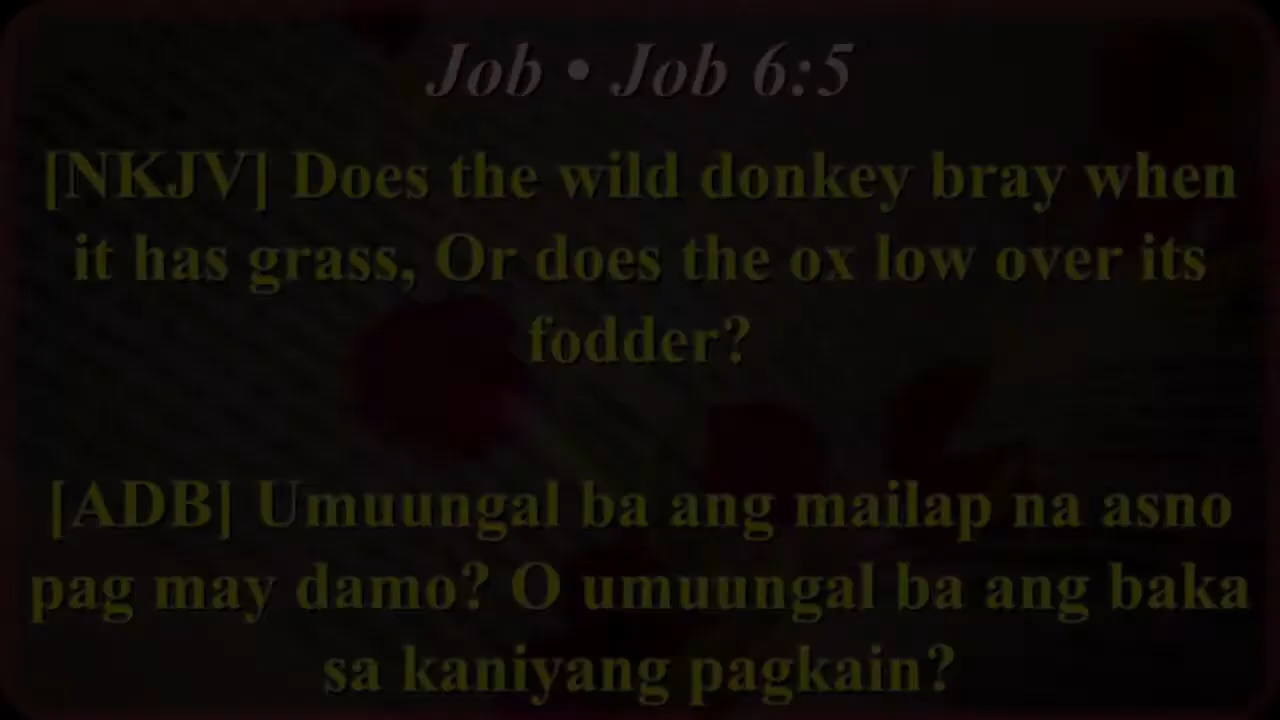 Job • Job 6:5
[NKJV] Does the wild donkey bray when
it has grass, Or does the ox low over its
fodder?
[ADB] Umuungal ba ang mailap na asno
pag may damo? O umuungal ba ang baka
sa kaniyang pagkain?